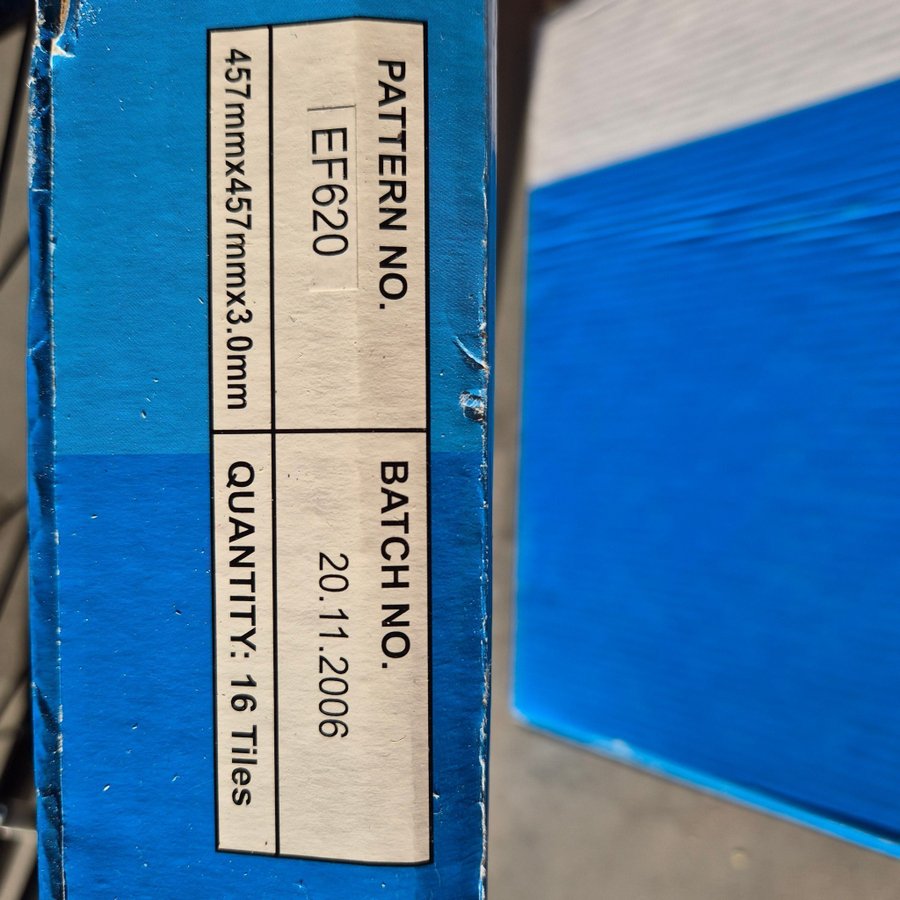 PATTERN NO.
EF620
457mmx457mmx3.0mm
BATCH NO.
20.11.2006
QUANTITY: 16 Tiles